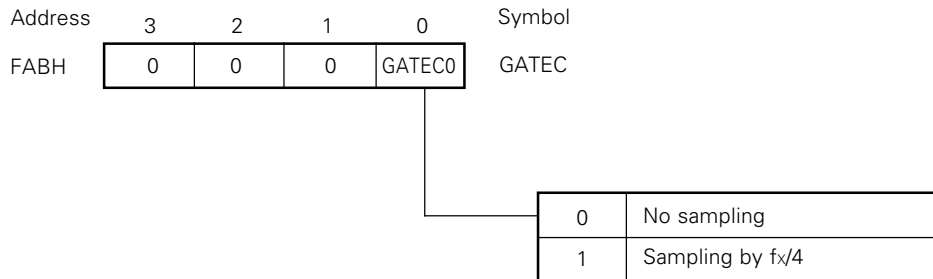 Address 3 2 1 0 Symbol
FABH 0 0 0 GATEC0 GATEC
0 No sampling
1 Sampling by fx/4